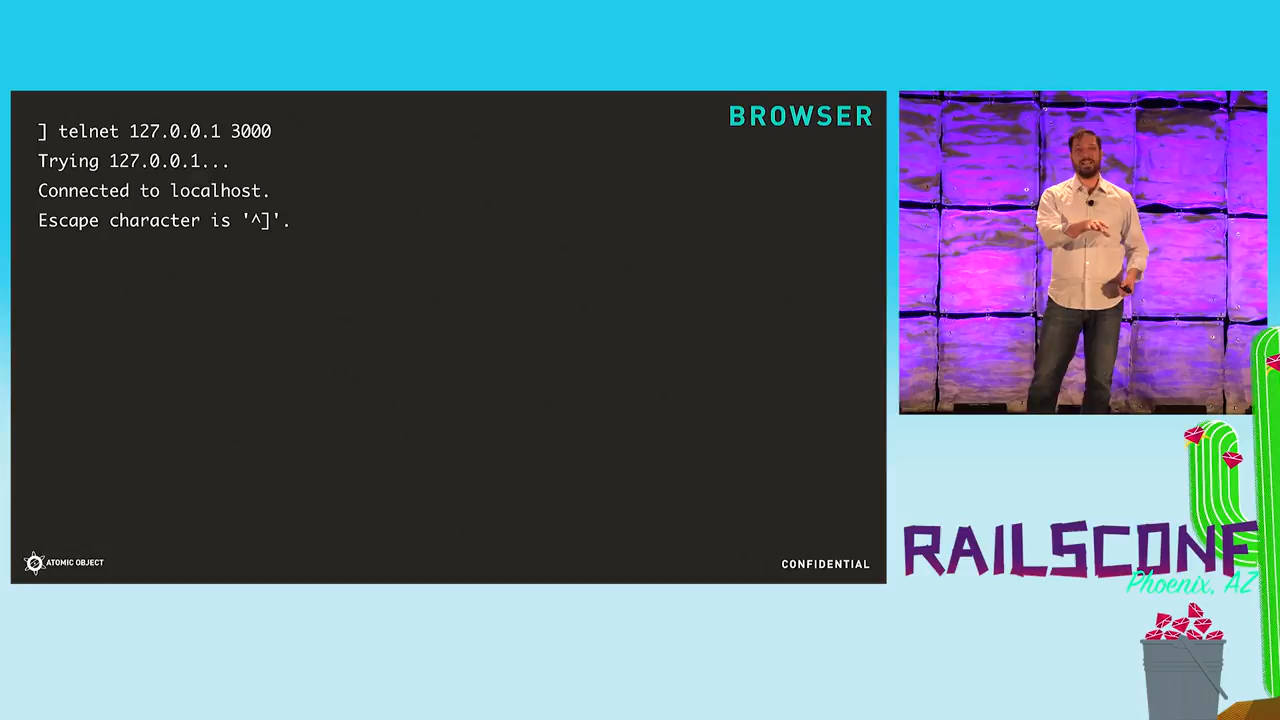 BROWSER
] telnet 127.0.0.1 3000
Trying 127.0.0.1...
Connected to localhost.
Escape character is '^]'.
ATOMIC OBJECT
CONFIDENTIAL
RAILSCONF
Phoenix, AZ